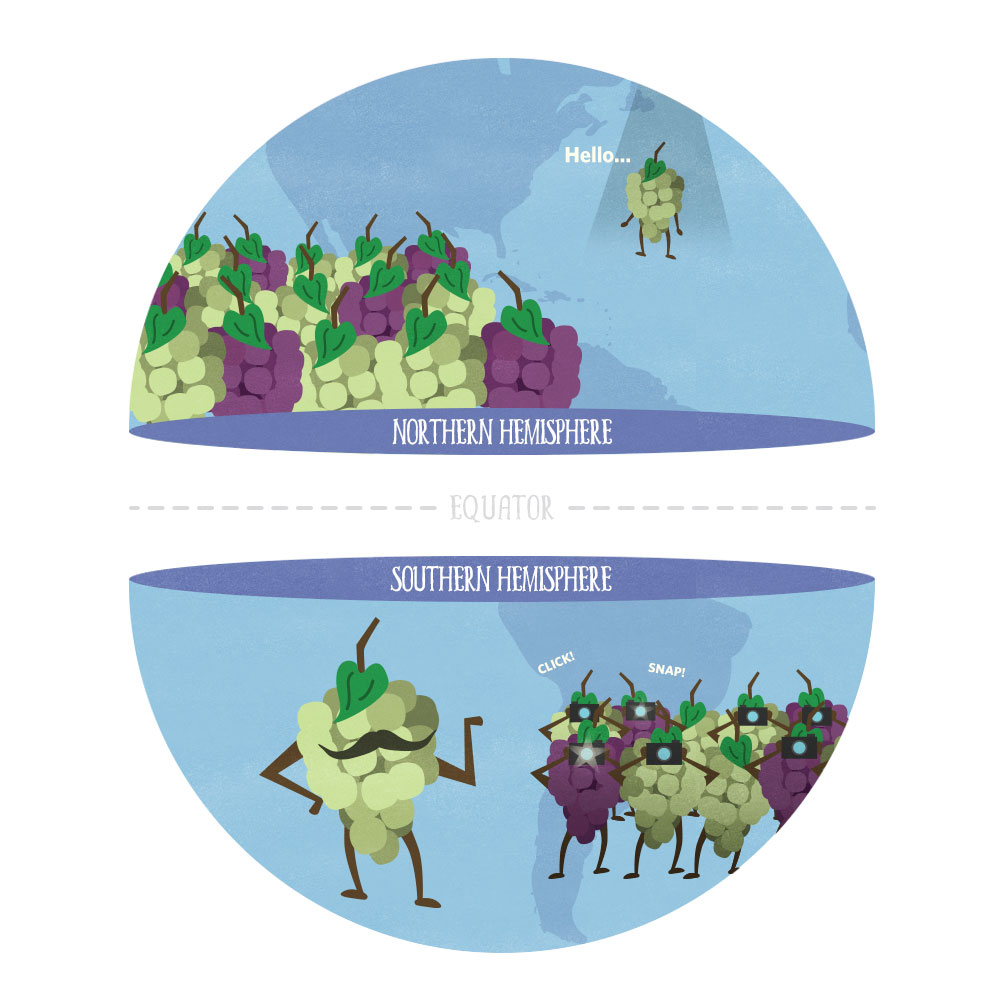 Hello...
NORTHERN HEMISPHERE
EQUATOR
SOUTHERN HEMISPHERE
CLICK!
SNAP!